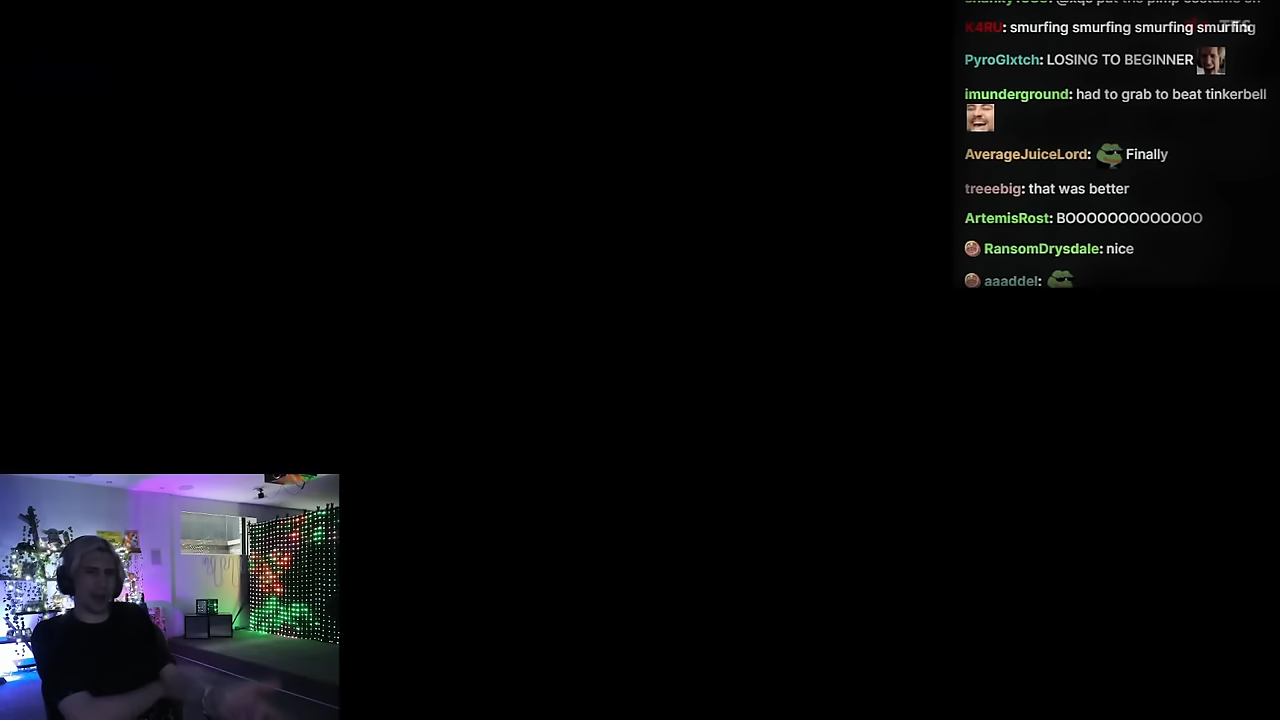 K4RU: smurfing smurfing smurfing smurfing
PyroGlxtch: LOSING TO BEGINNER
imunderground: had to grab to beat tinkerbell
AverageJuiceLord: Finally
treeebig: that was better
ArtemisRost: BOOOOOOOOOOOOO
RansomDrysdale: nice
aaaddel: